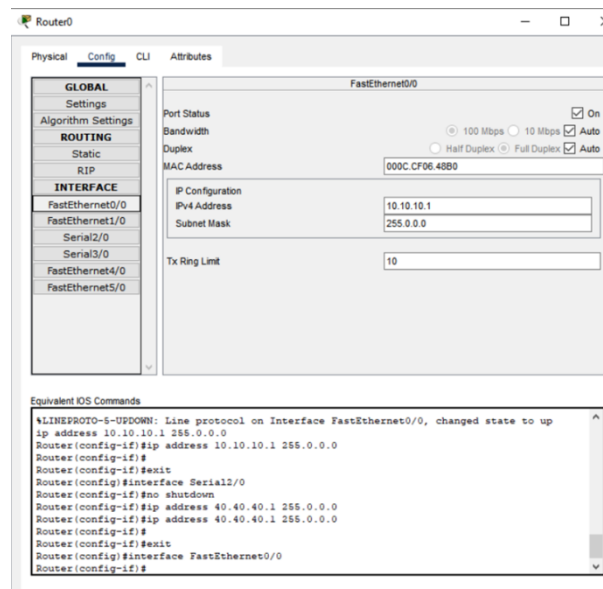 Router0
Physical Config CLI Attributes
GLOBAL
Settings
Algorithm Settings
ROUTING
Static
RIP
INTERFACE
FastEthernet0/0
FastEthernet1/0
Serial2/0
Serial3/0
FastEthernet4/0
FastEthernet5/0
FastEthernet0/0
Port Status On
Bandwidth 100 Mbps 10 Mbps Auto
Duplex Half Duplex Full Duplex Auto
MAC Address 000C.CF06.48B0
IP Configuration
IPv4 Address 10.10.10.1
Subnet Mask 255.0.0.0
Tx Ring Limit 10
Equivalent IOS Commands
%LINEPROTO-5-UPDOWN: Line protocol on Interface FastEthernet0/0, changed state to up
ip address 10.10.10.1 255.0.0.0
Router(config-if)#ip address 10.10.10.1 255.0.0.0
Router(config-if)#
Router(config-if)#exit
Router(config)#interface Serial2/0
Router(config-if)#no shutdown
Router(config-if)#ip address 40.40.40.1 255.0.0.0
Router(config-if)#ip address 40.40.40.1 255.0.0.0
Router(config-if)#
Router(config-if)#exit
Router(config)#interface FastEthernet0/0
Router(config-if)#